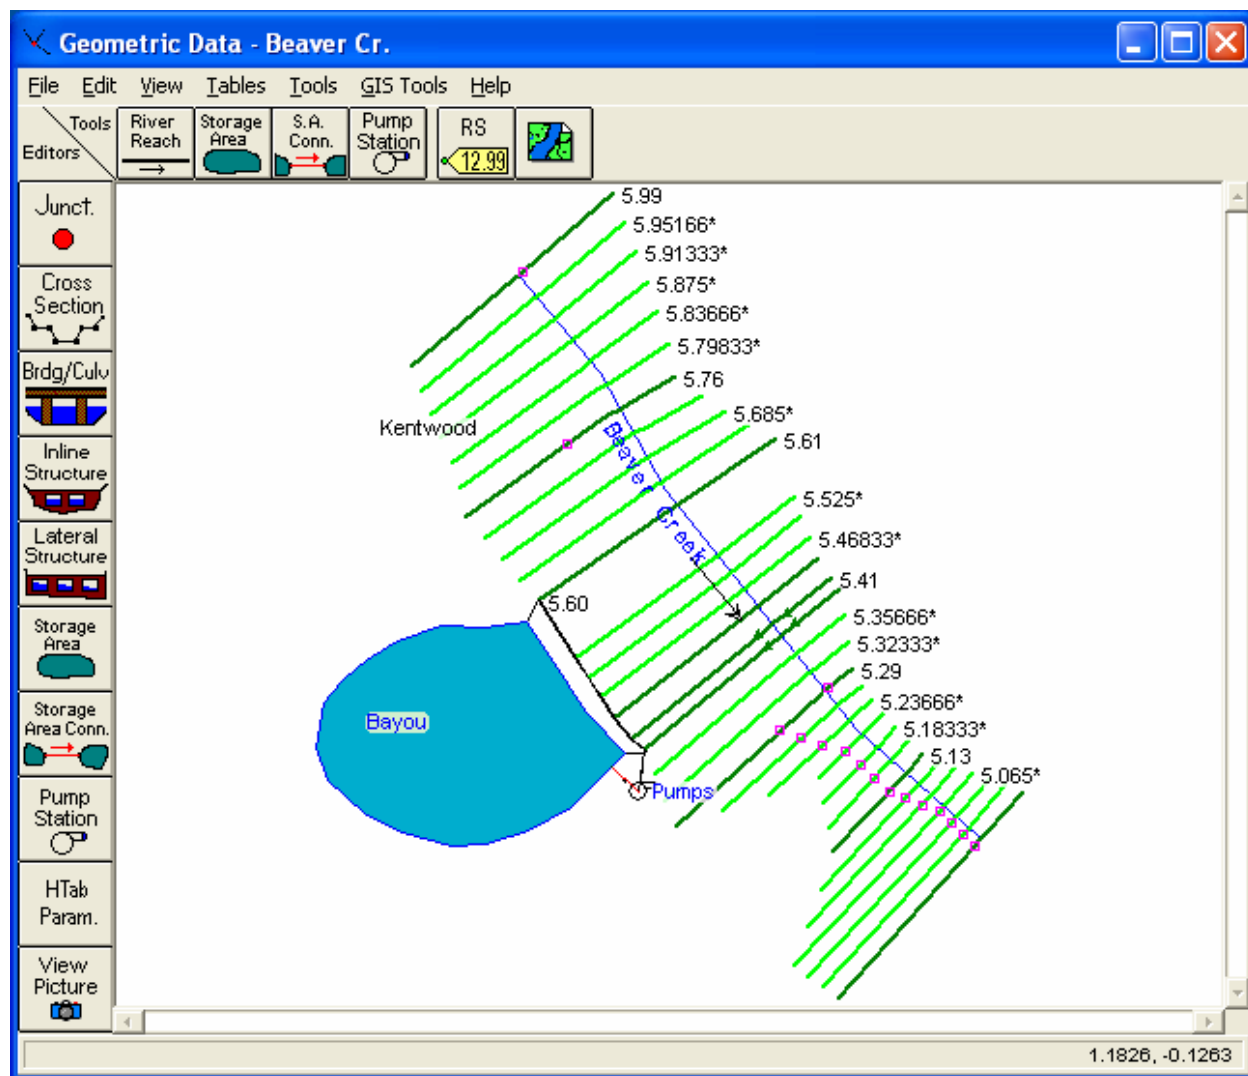 Geometric Data - Beaver Cr.
File Edit View Tables Tools GIS Tools Help
Tools
Editors
River
Reach
Storage
Area
S.A.
Conn.
Pump
Station
RS
12.99
Junct.
Cross
Section
Brdg/Culv
Inline
Structure
Lateral
Structure
Storage
Area
Storage
Area Conn.
Pump
Station
HTab
Param.
View
Picture
5.99
5.95166*
5.91333*
5.875*
5.83666*
5.79833*
5.76
Kentwood
5.685*
5.61
Beaver Creek
5.525*
5.46833*
5.41
5.60
5.35666*
5.32333*
5.29
5.23666*
Bayou
5.18333*
5.13
5.065*
Pumps
1.1826, -0.1263